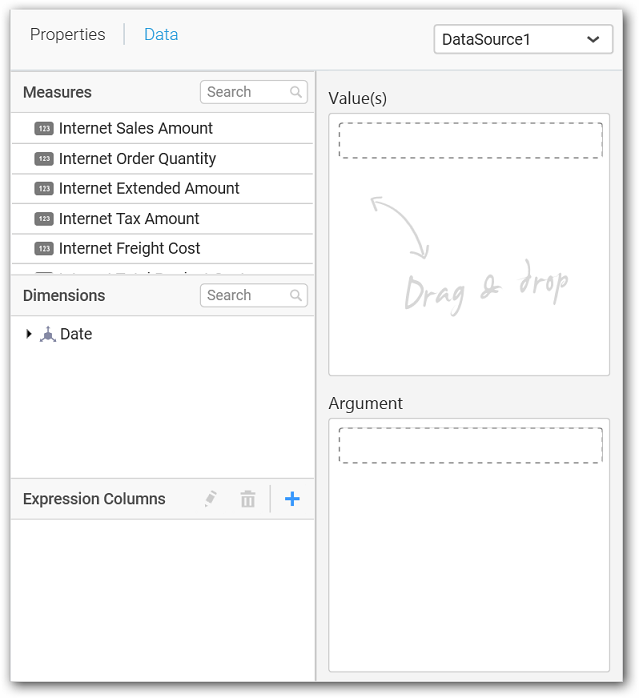 Properties
Data
DataSource1
Measures
Search
123 Internet Sales Amount
123 Internet Order Quantity
123 Internet Extended Amount
123 Internet Tax Amount
123 Internet Freight Cost
Dimensions
Search
Date
Expression Columns
Value(s)
Drag & drop
Argument